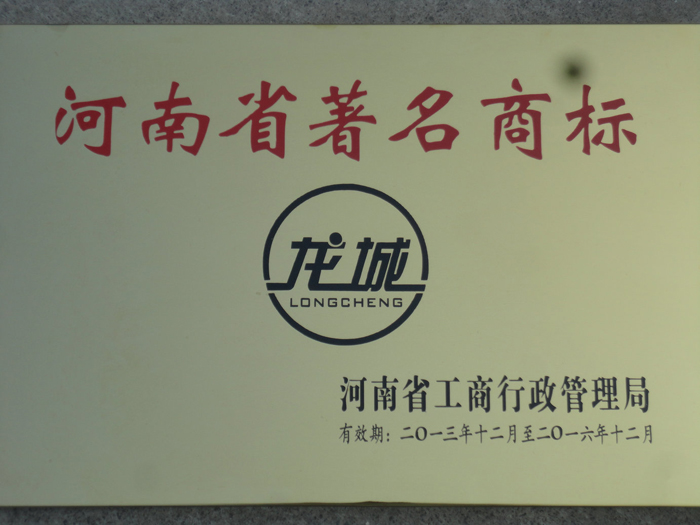 河南省著名商标
龙城
LONGCHENG
河南省工商行政管理局
有效期：二〇一三年十二月至二〇一六年十二月